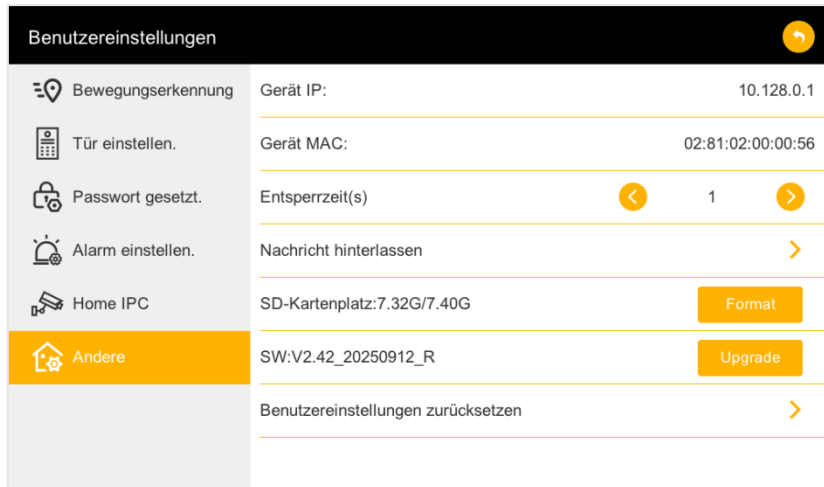 Benutzereinstellungen
Bewegungserkennung
Tür einstellen.
Passwort gesetzt.
Alarm einstellen.
Home IPC
Andere
Gerät IP: 10.128.0.1
Gerät MAC: 02:81:02:00:00:56
Entsperrzeit(s) 1
Nachricht hinterlassen
SD-Kartenplatz:7.32G/7.40G Format
SW:V2.42_20250912_R Upgrade
Benutzereinstellungen zurücksetzen